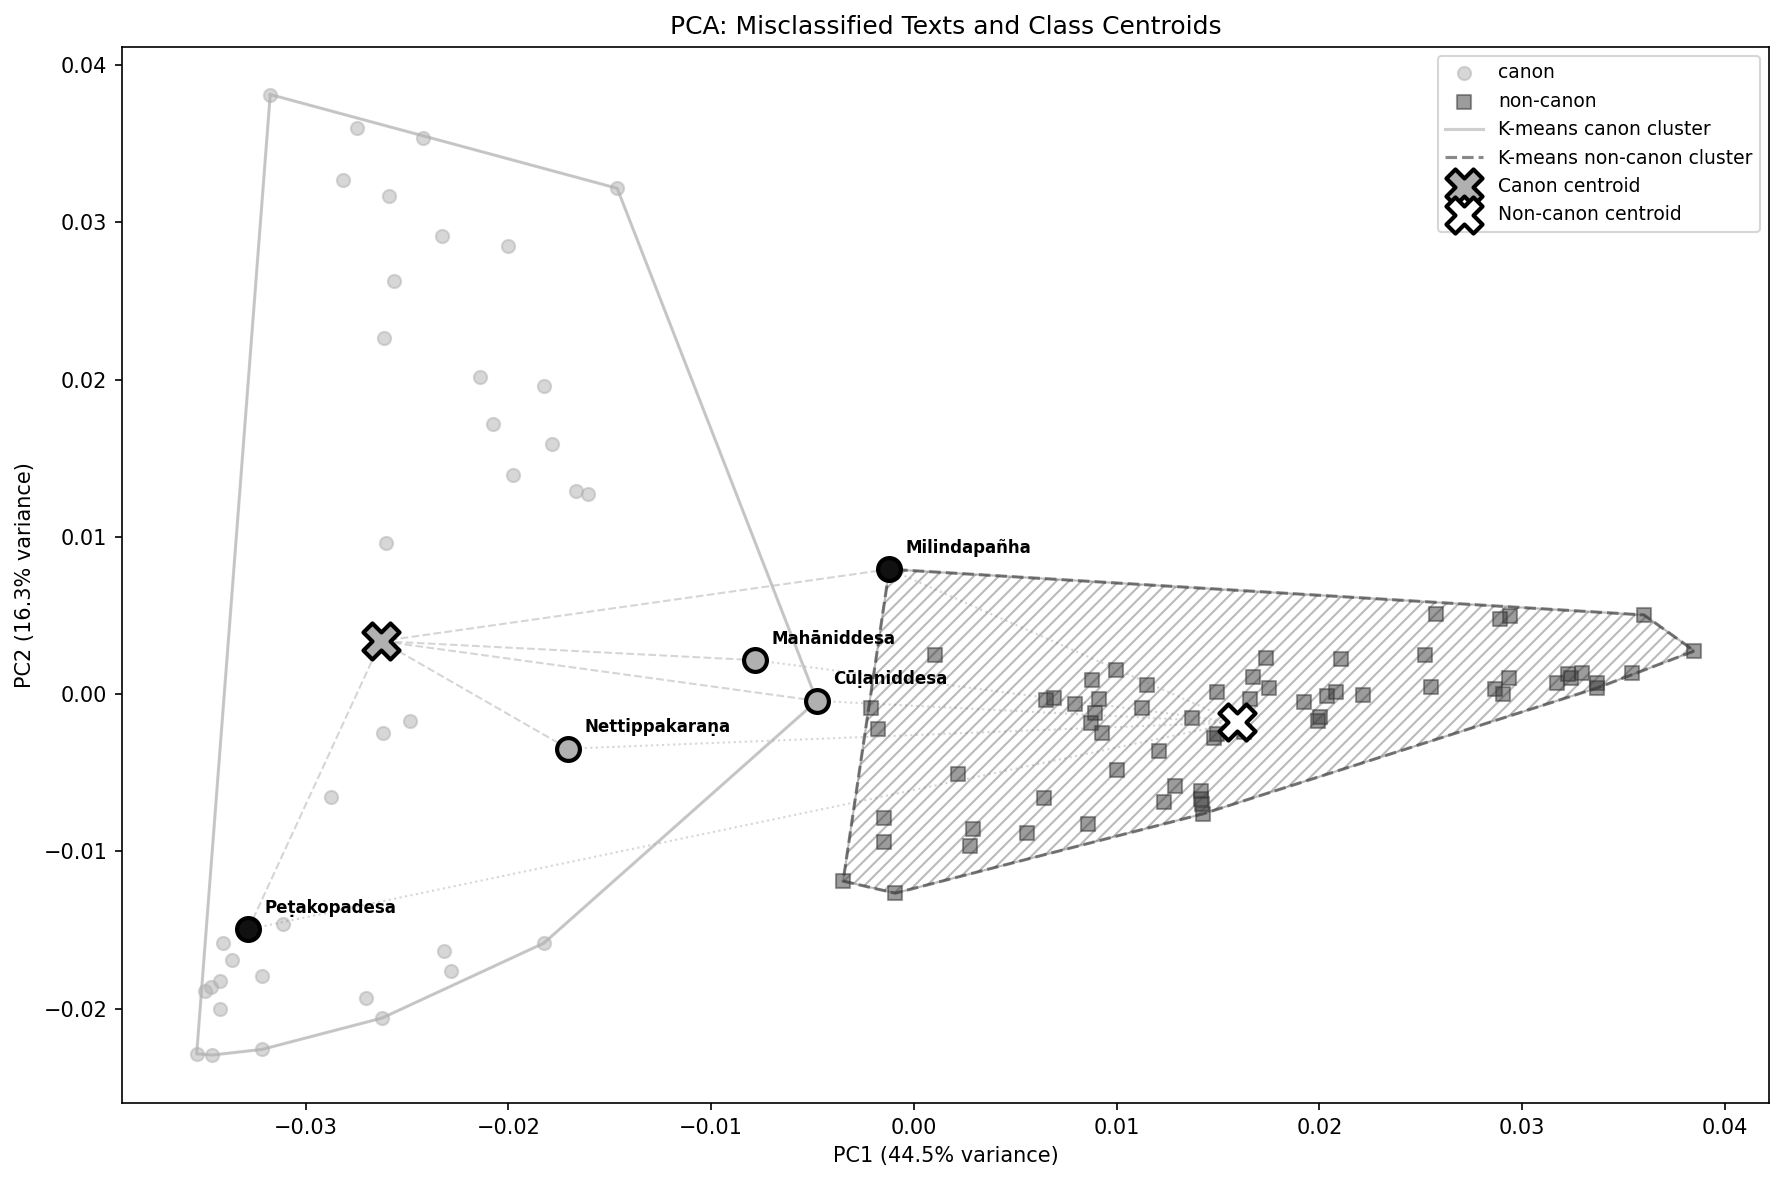 PCA: Misclassified Texts and Class Centroids
canon
non-canon
K-means canon cluster
K-means non-canon cluster
Canon centroid
Non-canon centroid
0.04
0.03
0.02
0.01
0.00
−0.01
−0.02
PC2 (16.3% variance)
Milindapañha
Mahāniddesa
Cūḷaniddesa
Nettippakaraṇa
Peṭakopadesa
−0.03
−0.02
−0.01
0.00
0.01
0.02
0.03
0.04
PC1 (44.5% variance)